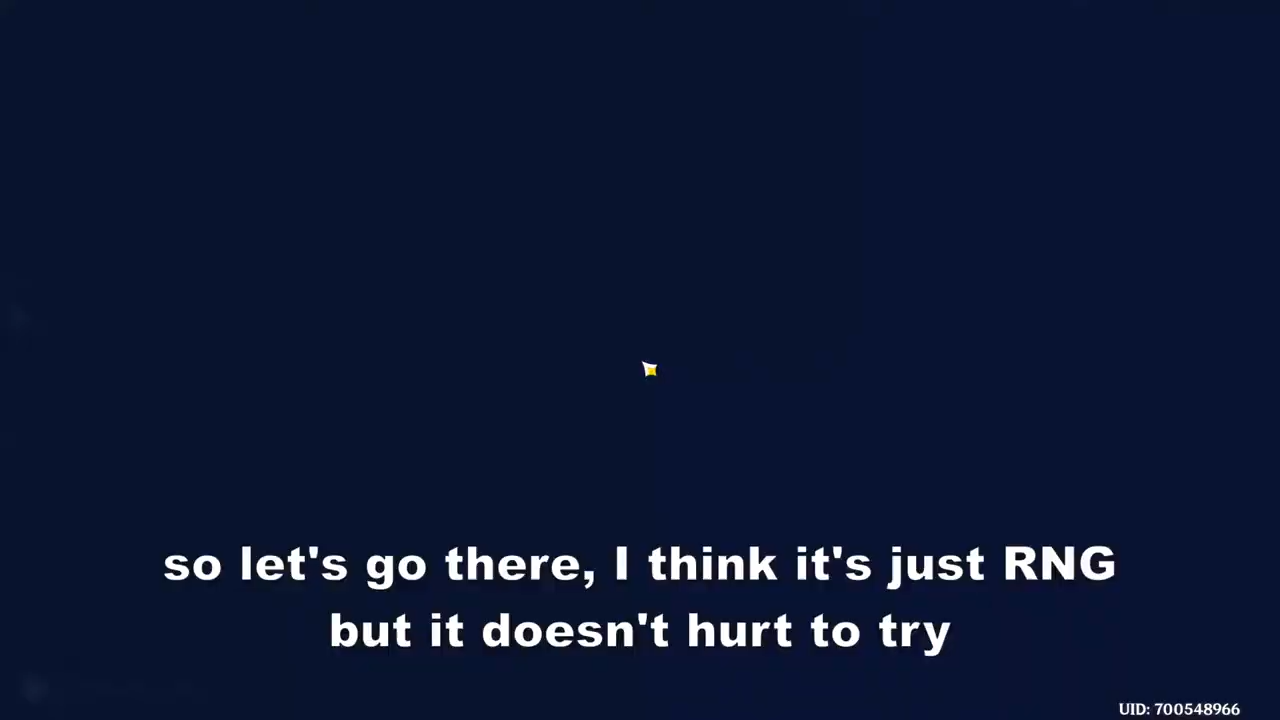 so let's go there, I think it's just RNG
but it doesn't hurt to try
UID: 700548966